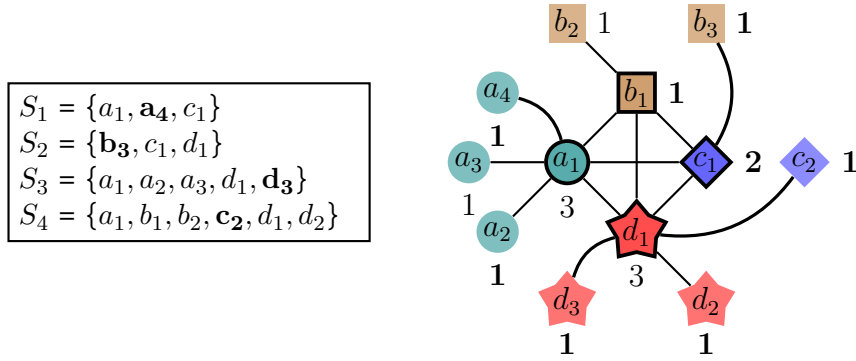 S₁ = {a₁, a₄, c₁}
S₂ = {b₃, c₁, d₁}
S₃ = {a₁, a₂, a₃, d₁, d₃}
S₄ = {a₁, b₁, b₂, c₂, d₁, d₂}
b₂ 1 b₃ 1
a₄ b₁ 1
1
a₃ a₁ c₁ 2 c₂ 1
1 3
a₂ d₁
1 3
d₃ d₂
1 1